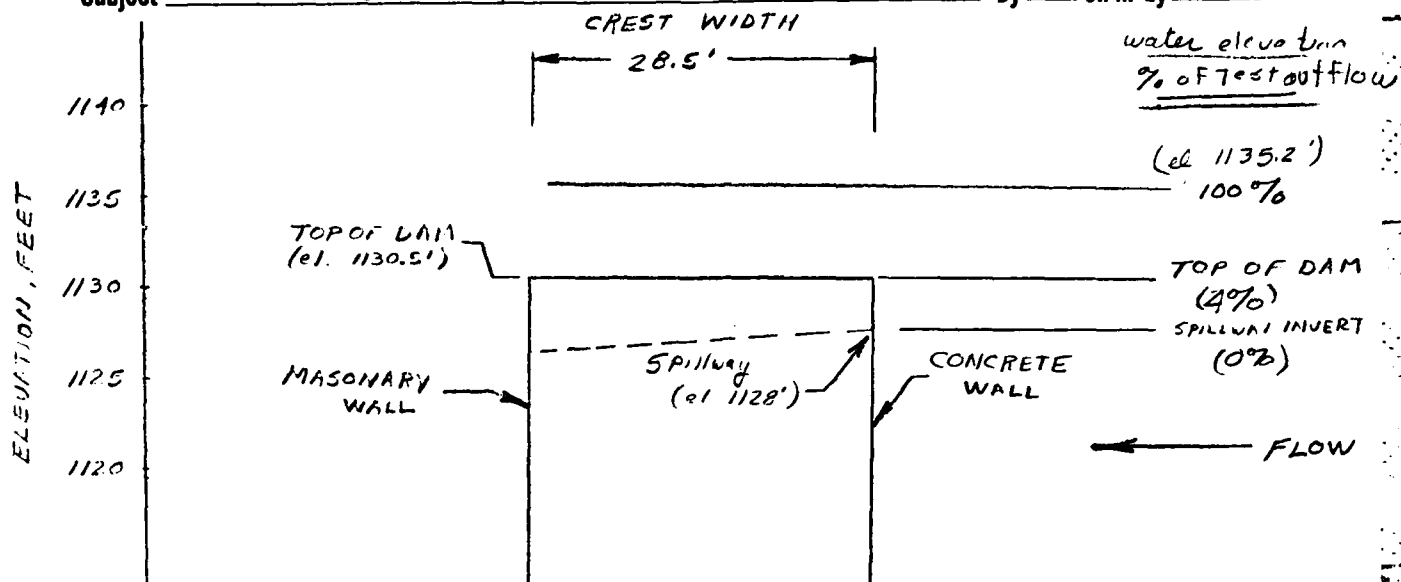 Subject By
CREST WIDTH
28.5'
water elevation
% of Test outflow
1140
(el 1135.2')
100%
1135
TOP OF DAM
(el. 1130.5')
1130
TOP OF DAM
(4%)
SPILLWAY INVERT
(0%)
Spillway
(el 1128')
1125
MASONARY
WALL
CONCRETE
WALL
FLOW
1120
ELEVATION, FEET